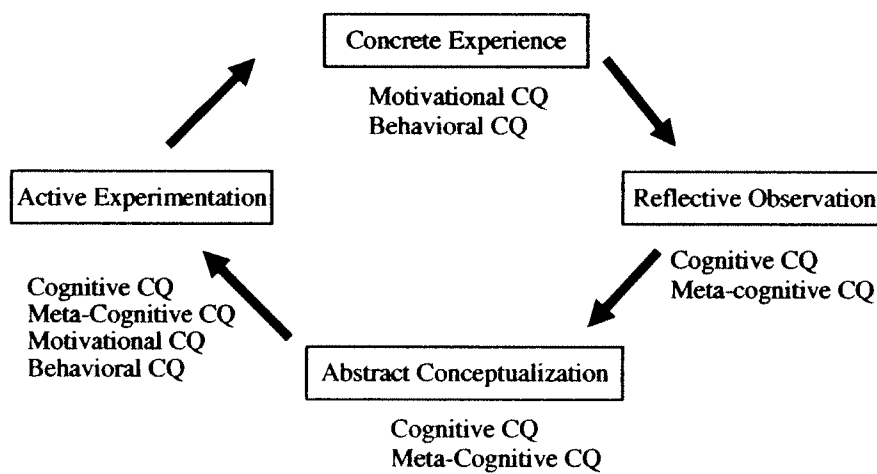 Concrete Experience
Motivational CQ
Behavioral CQ
Active Experimentation
Reflective Observation
Cognitive CQ
Meta-cognitive CQ
Cognitive CQ
Meta-Cognitive CQ
Motivational CQ
Behavioral CQ
Abstract Conceptualization
Cognitive CQ
Meta-Cognitive CQ